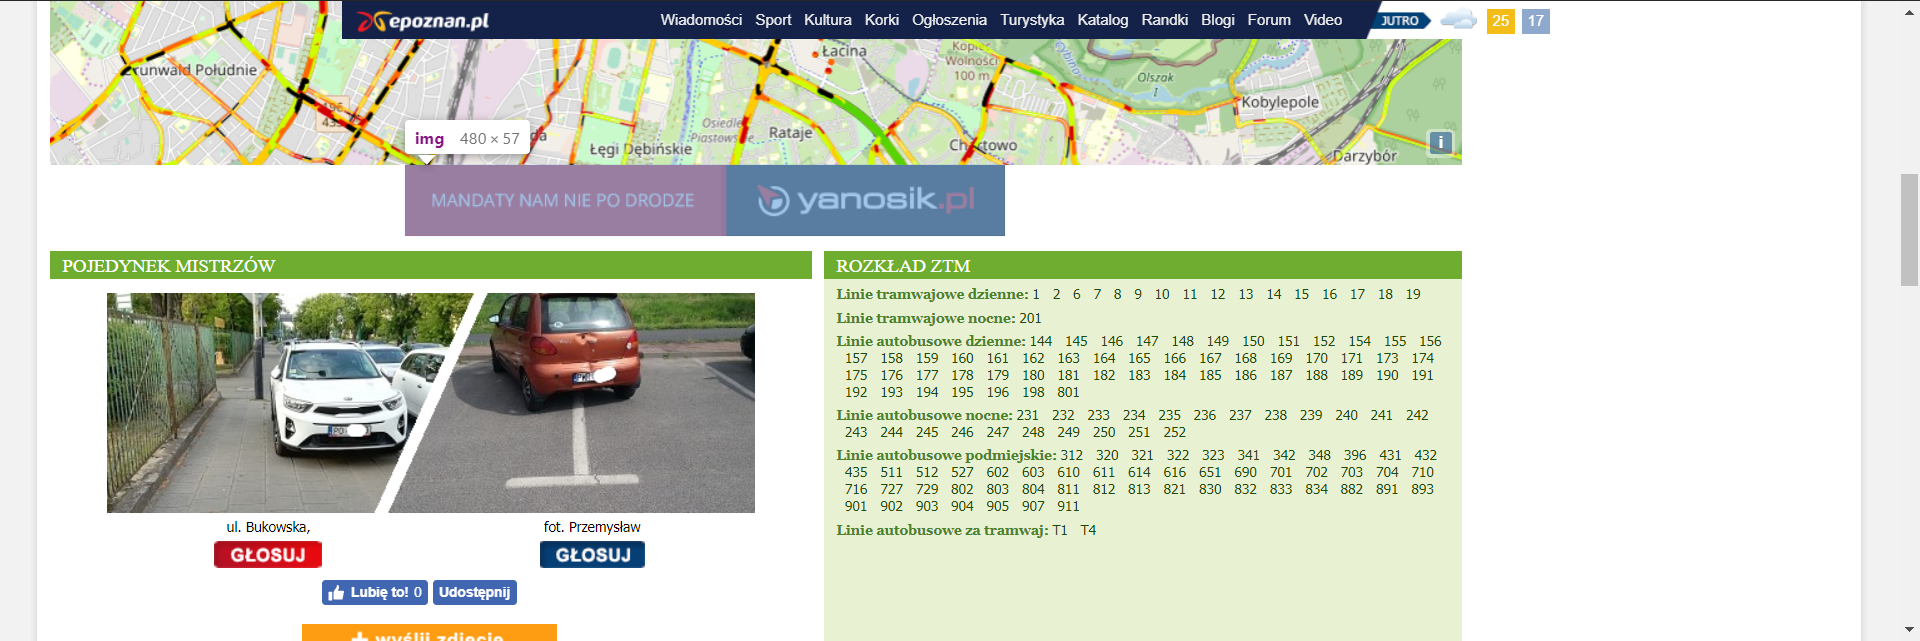 epoznan.pl
Wiadomości Sport Kultura Korki Ogłoszenia Turystyka Katalog Randki Blogi Forum Video
JUTRO 25 17
Grunwald Południe
Łacina
Kopiec
Wolności
100 m
Cybina
Olszak
Kobylepole
196
433
Osiedle
Piastowskie
Rataje
Łęgi Dębińskie
Chartowo
Darzybór
i
img 480 × 57
MANDATY NAM NIE PO DRODZE yanosik.pl
POJEDYNEK MISTRZÓW
ul. Bukowska,
GŁOSUJ
fot. Przemysław
GŁOSUJ
Lubię to! 0 Udostępnij
+ wyślij zdjęcie
ROZKŁAD ZTM
Linie tramwajowe dzienne: 1 2 6 7 8 9 10 11 12 13 14 15 16 17 18 19
Linie tramwajowe nocne: 201
Linie autobusowe dzienne: 144 145 146 147 148 149 150 151 152 154 155 156
157 158 159 160 161 162 163 164 165 166 167 168 169 170 171 173 174
175 176 177 178 179 180 181 182 183 184 185 186 187 188 189 190 191
192 193 194 195 196 198 801
Linie autobusowe nocne: 231 232 233 234 235 236 237 238 239 240 241 242
243 244 245 246 247 248 249 250 251 252
Linie autobusowe podmiejskie: 312 320 321 322 323 341 342 348 396 431 432
435 511 512 527 602 603 610 611 614 616 651 690 701 702 703 704 710
716 727 729 802 803 804 811 812 813 821 830 832 833 834 882 891 893
901 902 903 904 905 907 911
Linie autobusowe za tramwaj: T1 T4